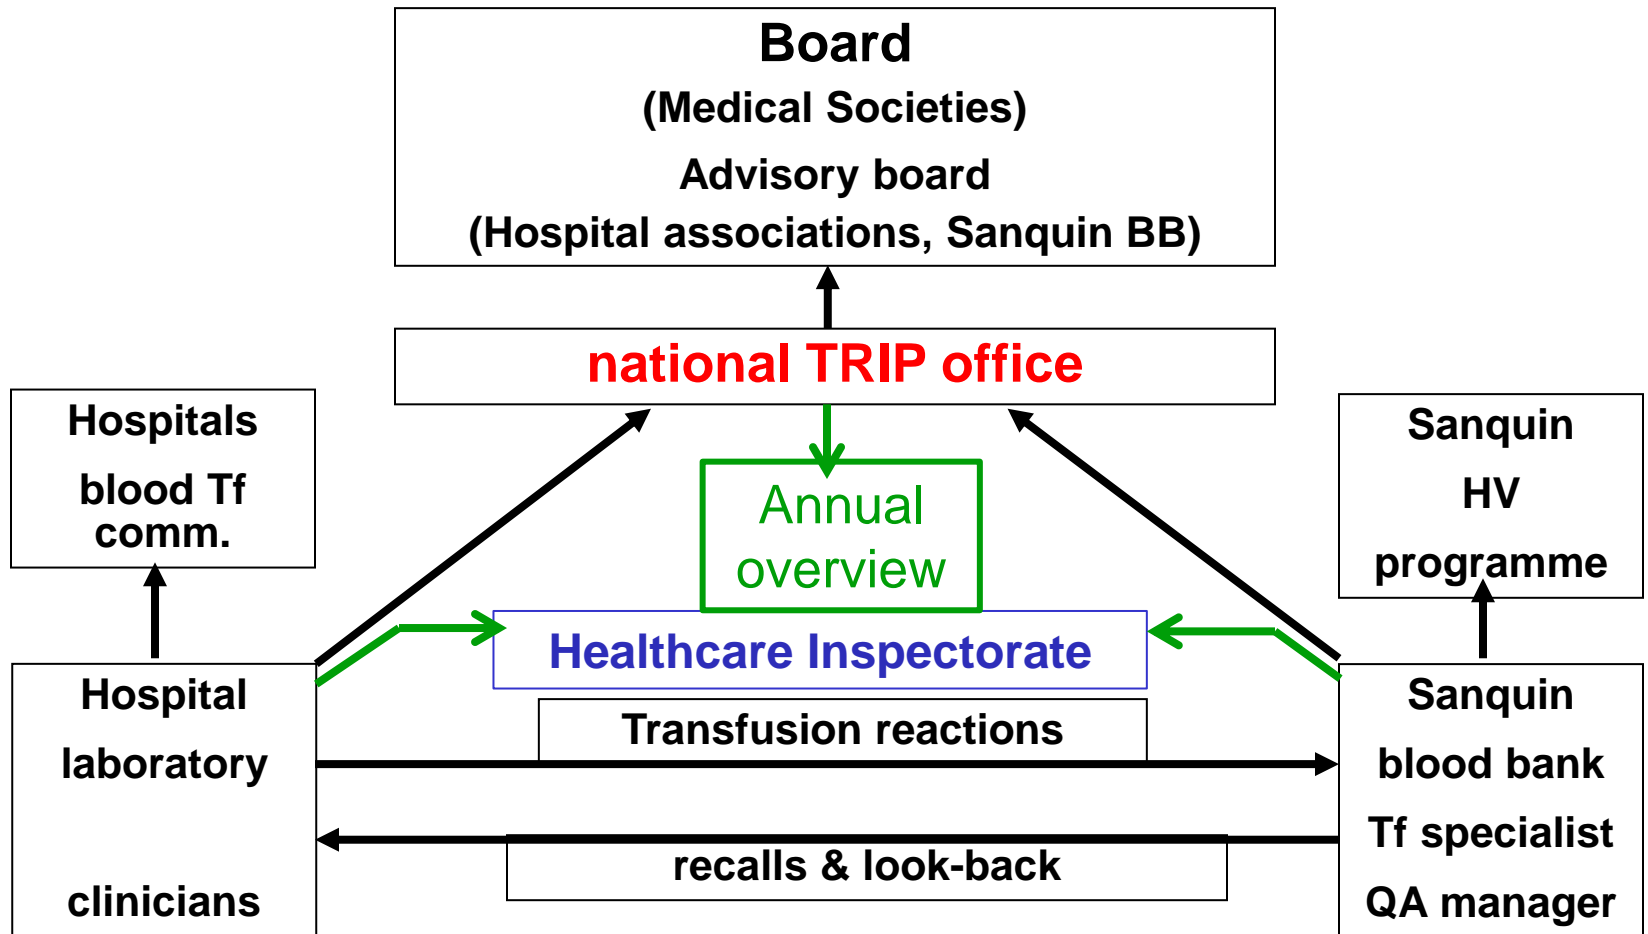 Board
(Medical Societies)
Advisory board
(Hospital associations, Sanquin BB)
national TRIP office
Hospitals
blood Tf
comm.
Sanquin
HV
programme
Annual
overview
Healthcare Inspectorate
Hospital
laboratory
clinicians
Transfusion reactions
recalls & look-back
Sanquin
blood bank
Tf specialist
QA manager